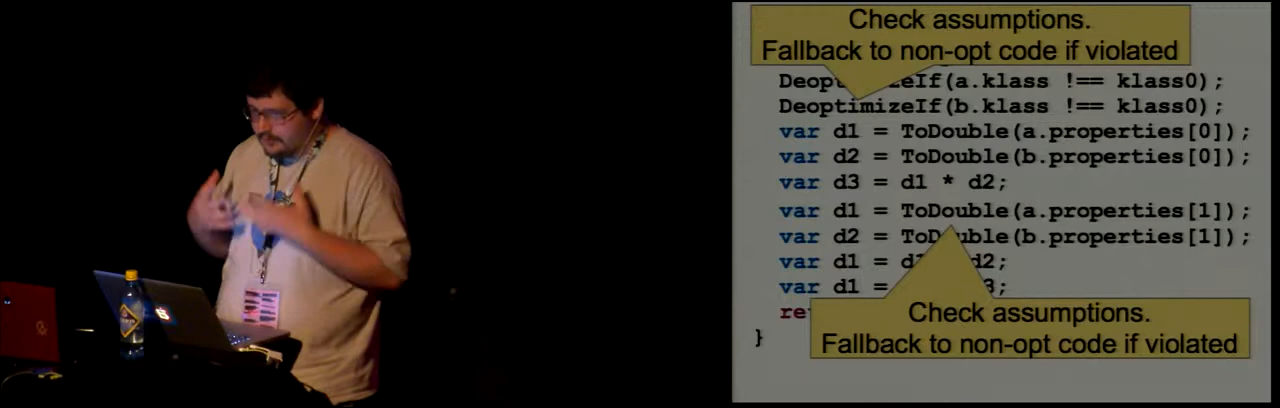 Check assumptions.
Fallback to non-opt code if violated
DeoptimizeIf(a.klass !== klass0);
DeoptimizeIf(b.klass !== klass0);
var d1 = ToDouble(a.properties[0]);
var d2 = ToDouble(b.properties[0]);
var d3 = d1 * d2;
var d1 = ToDouble(a.properties[1]);
var d2 = ToDouble(b.properties[1]);
var d1 = d2;
var d1 = 3;
Check assumptions.
Fallback to non-opt code if violated
}